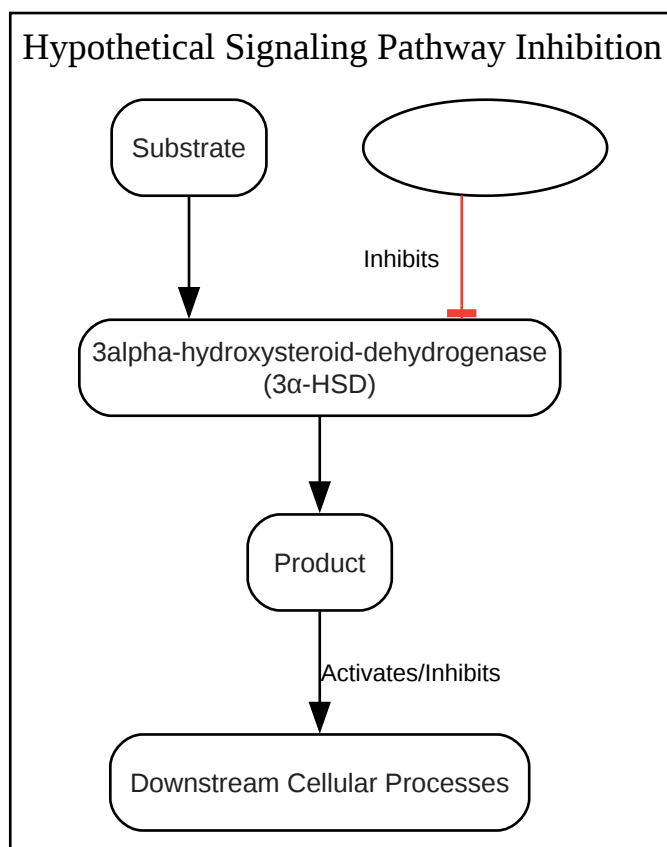 Hypothetical Signaling Pathway Inhibition
Substrate
Inhibits
3alpha-hydroxysteroid-dehydrogenase
(3α-HSD)
Product
Activates/Inhibits
Downstream Cellular Processes